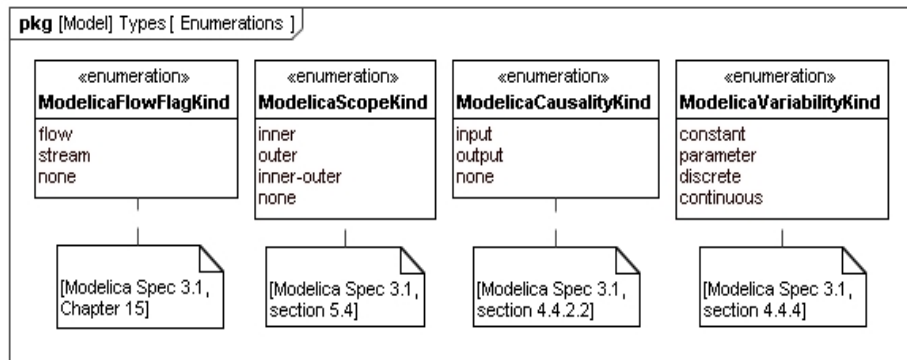 pkg [Model] Types [ Enumerations ]
«enumeration»
ModelicaFlowFlagKind
flow
stream
none
[Modelica Spec 3.1,
Chapter 15]
«enumeration»
ModelicaScopeKind
inner
outer
inner-outer
none
[Modelica Spec 3.1,
section 5.4]
«enumeration»
ModelicaCausalityKind
input
output
none
[Modelica Spec 3.1,
section 4.4.2.2]
«enumeration»
ModelicaVariabilityKind
constant
parameter
discrete
continuous
[Modelica Spec 3.1,
section 4.4.4]